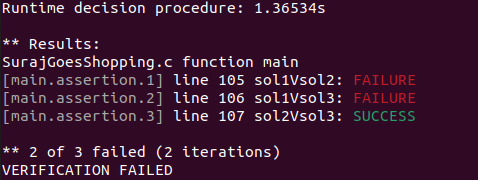 Runtime decision procedure: 1.36534s
** Results:
SurajGoesShopping.c function main
[main.assertion.1] line 105 sol1Vsol2: FAILURE
[main.assertion.2] line 106 sol1Vsol3: FAILURE
[main.assertion.3] line 107 sol2Vsol3: SUCCESS
** 2 of 3 failed (2 iterations)
VERIFICATION FAILED